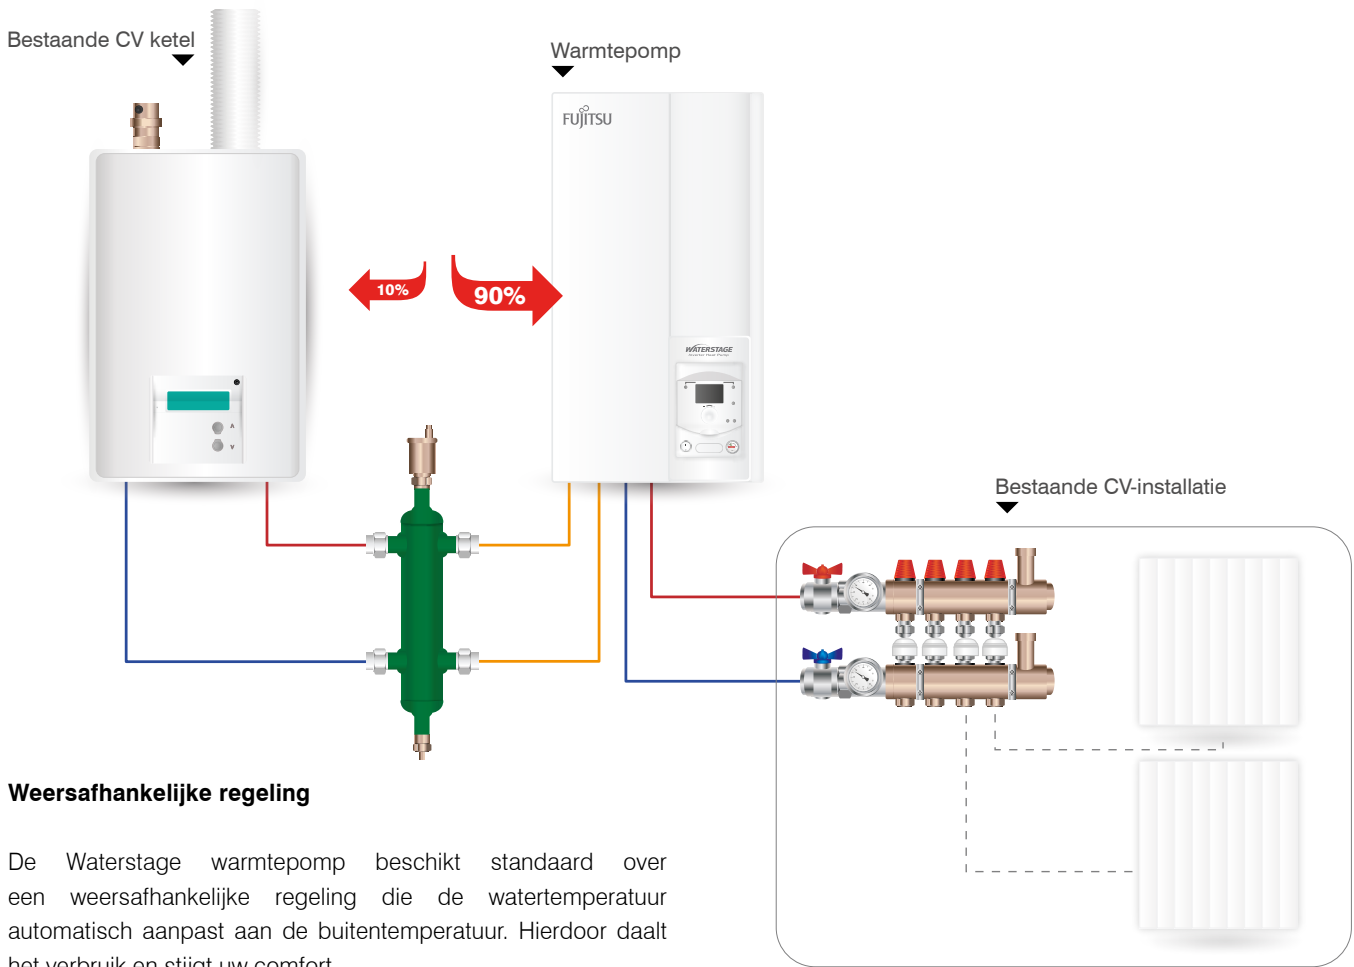 Bestaande CV ketel
Warmtepomp
FUJITSU
10%
90%
WATERSTAGE
Bestaande CV-installatie
Weersafhankelijke regeling
De Waterstage warmtepomp beschikt standaard over
een weersafhankelijke regeling die de watertemperatuur
automatisch aanpast aan de buitentemperatuur. Hierdoor daalt
het verbruik en stijgt uw comfort